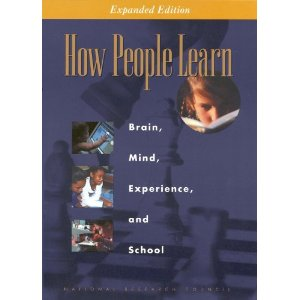 Expanded Edition
How People Learn
Brain,
Mind,
Experience,
and
School
NATIONAL RESEARCH COUNCIL